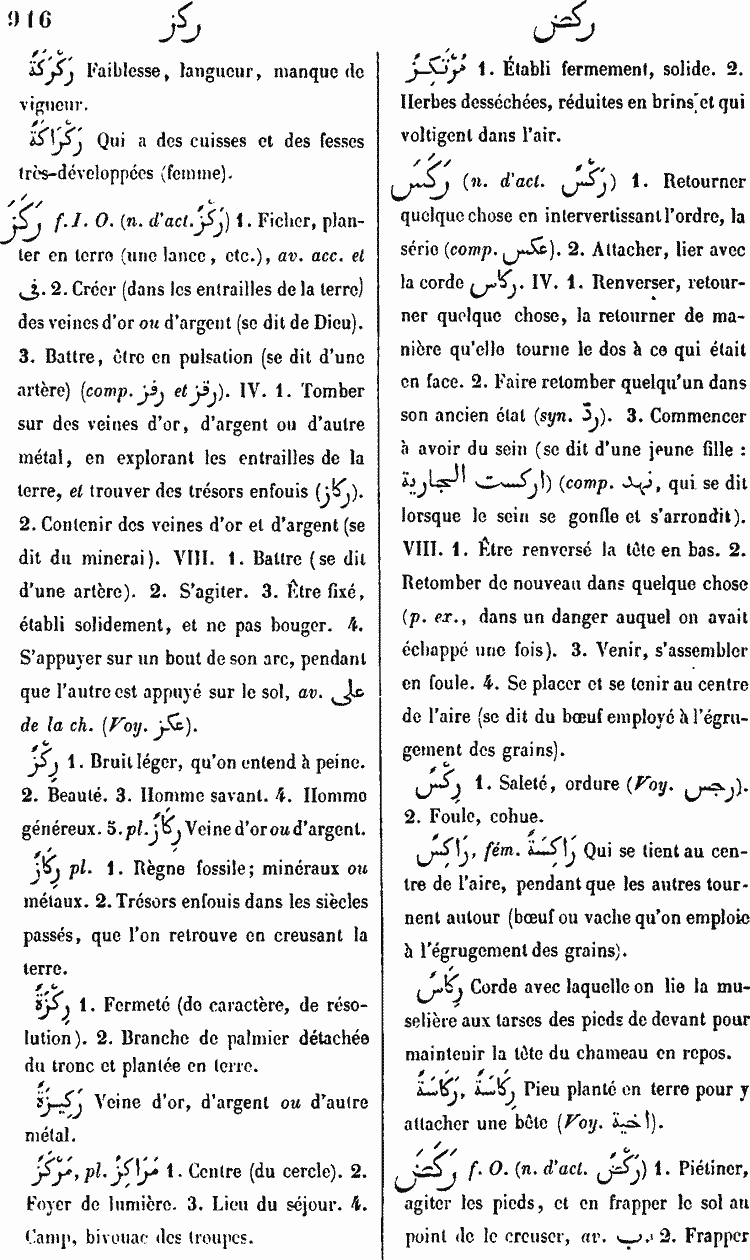 916
ركز
ركض
رَكْرَكَةٌ Faiblesse, langueur, manque de
vigueur.
رَكْرَاكَةٌ Qui a des cuisses et des fesses
très-développées (femme).
رَكَزَ f. I. O. (n. d'act. رَكْزٌ) 1. Ficher, plan-
ter en terre (une lance, etc.), av. acc. et
فى. 2. Créer (dans les entrailles de la terre)
des veines d'or ou d'argent (se dit de Dieu).
3. Battre, être en pulsation (se dit d'une
artère) (comp. رفز et رقز). IV. 1. Tomber
sur des veines d'or, d'argent ou d'autre
métal, en explorant les entrailles de la
terre, et trouver des trésors enfouis (ركاز).
2. Contenir des veines d'or et d'argent (se
dit du minerai). VIII. 1. Battre (se dit
d'une artère). 2. S'agiter. 3. Être fixé,
établi solidement, et ne pas bouger. 4.
S'appuyer sur un bout de son arc, pendant
que l'autre est appuyé sur le sol, av. على
de la ch. (Voy. عكز).
رِكْزٌ 1. Bruit léger, qu'on entend à peine.
2. Beauté. 3. Homme savant. 4. Homme
généreux. 5. pl. رِكَازٌ Veine d'or ou d'argent.
رِكَازٌ pl. 1. Règne fossile; minéraux ou
métaux. 2. Trésors enfouis dans les siècles
passés, que l'on retrouve en creusant la
terre.
رِكْزَةٌ 1. Fermeté (de caractère, de réso-
lution). 2. Branche de palmier détachée
du tronc et plantée en terre.
رَكِيزَةٌ Veine d'or, d'argent ou d'autre
métal.
مَرْكَزٌ, pl. مَرَاكِزُ 1. Centre (du cercle). 2.
Foyer de lumière. 3. Lieu du séjour. 4.
Camp, bivouac des troupes.
مُرْتَكِزٌ 1. Établi fermement, solide. 2.
Herbes desséchées, réduites en brins et qui
voltigent dans l'air.
رَكَسَ (n. d'act. رَكْسٌ) 1. Retourner
quelque chose en intervertissant l'ordre, la
série (comp. عكس). 2. Attacher, lier avec
la corde ركاس. IV. 1. Renverser, retour-
ner quelque chose, la retourner de ma-
nière qu'elle tourne le dos à ce qui était
en face. 2. Faire retomber quelqu'un dans
son ancien état (syn. ردّ). 3. Commencer
à avoir du sein (se dit d'une jeune fille :
اركست الجارية) (comp. نهد, qui se dit
lorsque le sein se gonfle et s'arrondit).
VIII. 1. Être renversé la tête en bas. 2.
Retomber de nouveau dans quelque chose
(p. ex., dans un danger auquel on avait
échappé une fois). 3. Venir, s'assembler
en foule. 4. Se placer et se tenir au centre
de l'aire (se dit du bœuf employé à l'égru-
gement des grains).
رِكْسٌ 1. Saleté, ordure (Voy. رجس).
2. Foule, cohue.
رَاكِسٌ, fém. رَاكِسَةٌ Qui se tient au cen-
tre de l'aire, pendant que les autres tour-
nent autour (bœuf ou vache qu'on emploie
à l'égrugement des grains).
رِكَاسٌ Corde avec laquelle on lie la mu-
selière aux tarses des pieds de devant pour
maintenir la tête du chameau en repos.
رَكَاسَةٌ, رِكَاسَةٌ Pieu planté en terre pour y
attacher une bête (Voy. اخية).
رَكَضَ f. O. (n. d'act. رَكْضٌ) 1. Piétiner,
agiter les pieds, et en frapper le sol au
point de le creuser, av. ب. 2. Frapper